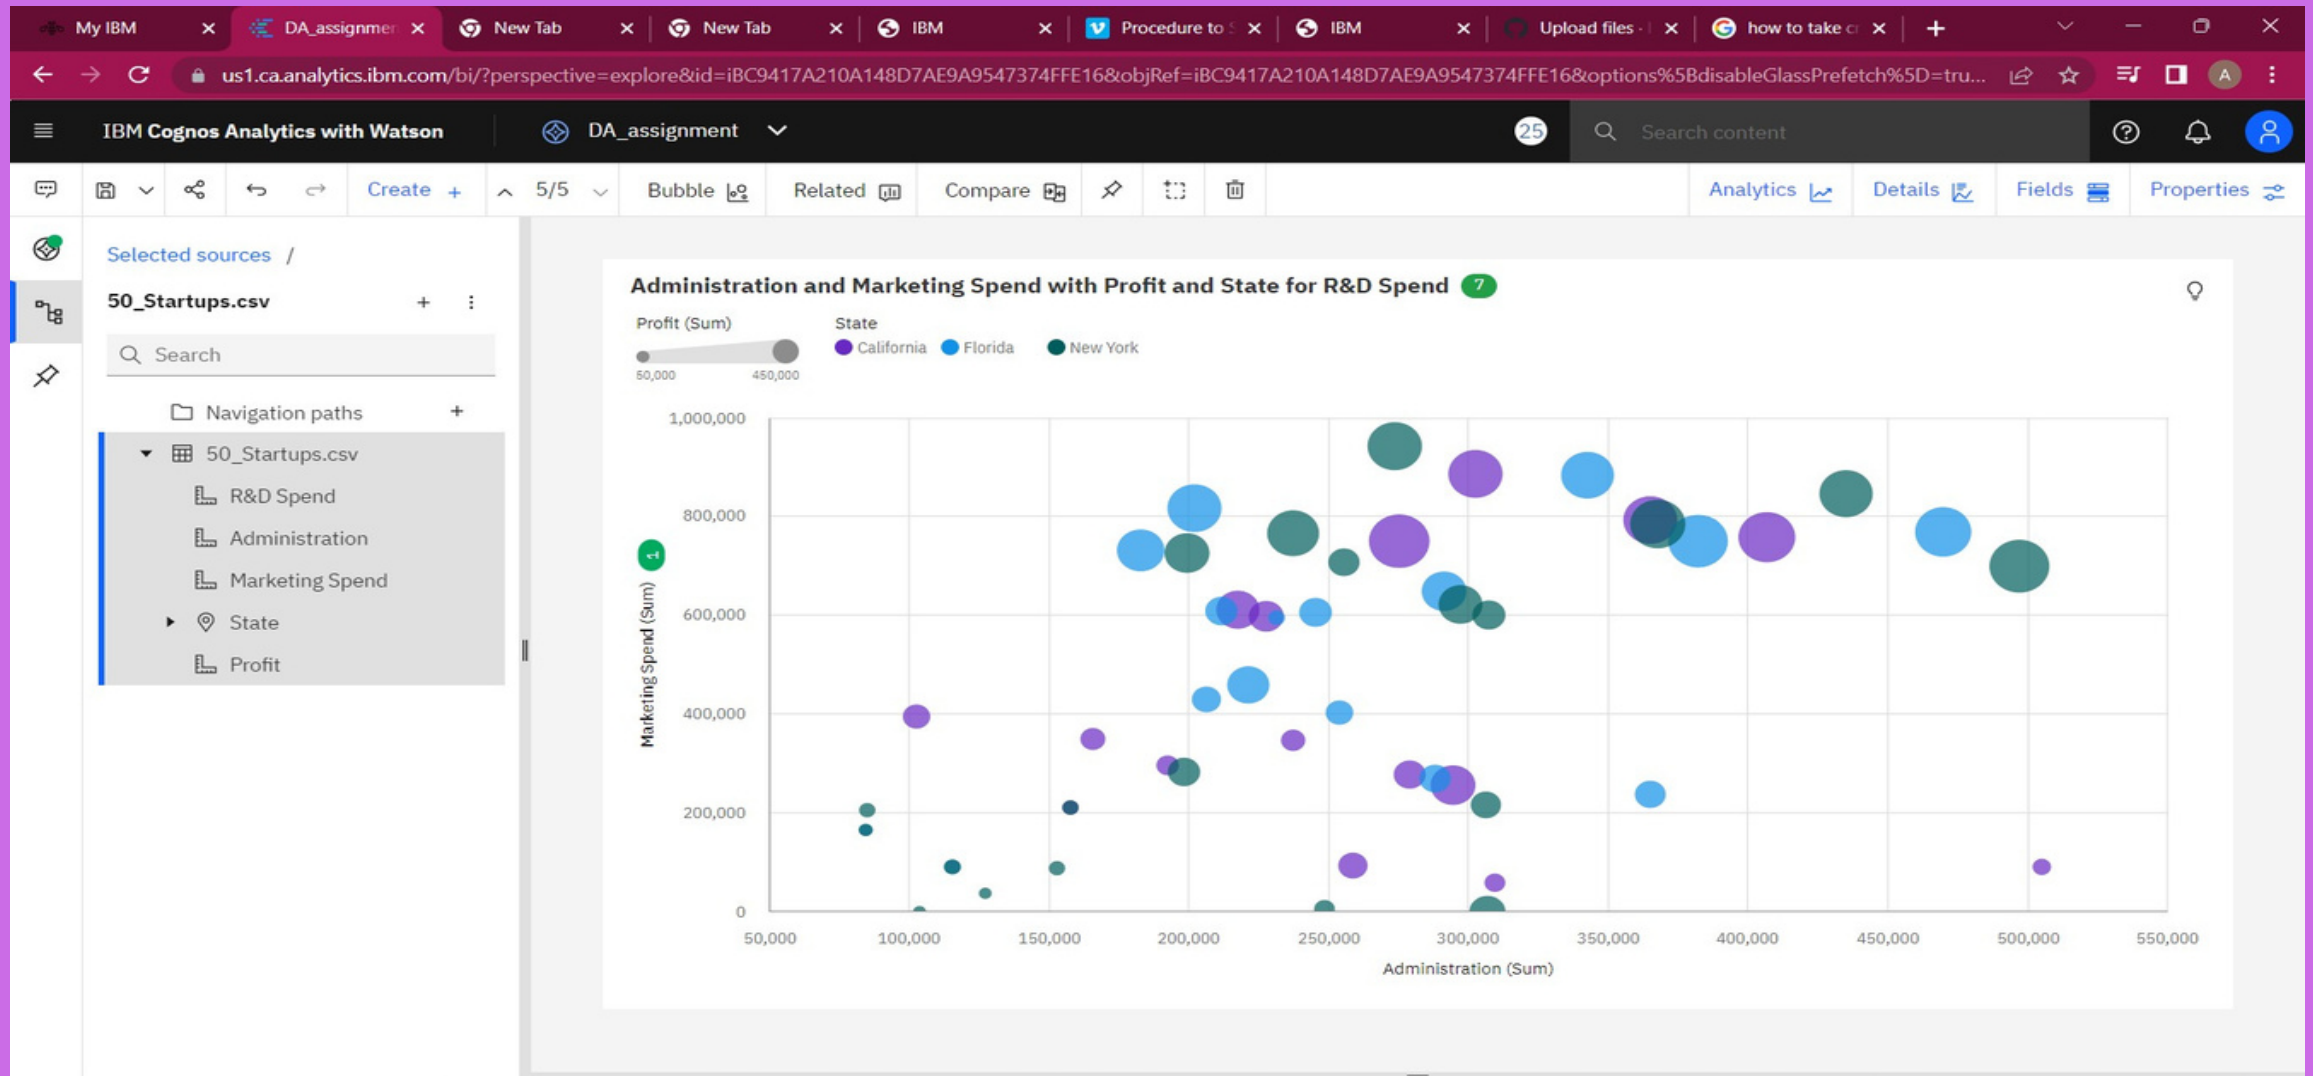 My IBM
DA_assignmen
New Tab
New Tab
IBM
Procedure to S
IBM
Upload files ·
how to take cr
us1.ca.analytics.ibm.com/bi/?perspective=explore&id=iBC9417A210A148D7AE9A9547374FFE16&objRef=iBC9417A210A148D7AE9A9547374FFE16&options%5BdisableGlassPrefetch%5D=tru...
A
IBM Cognos Analytics with Watson
DA_assignment
25
Search content
Create +
5/5
Bubble
Related
Compare
Analytics
Details
Fields
Properties
Selected sources /
50_Startups.csv
Search
Navigation paths
50_Startups.csv
R&D Spend
Administration
Marketing Spend
State
Profit
Administration and Marketing Spend with Profit and State for R&D Spend 7
Profit (Sum)
50,000 450,000
State
California Florida New York
Marketing Spend (Sum)
1
1,000,000
800,000
600,000
400,000
200,000
0
50,000 100,000 150,000 200,000 250,000 300,000 350,000 400,000 450,000 500,000 550,000
Administration (Sum)